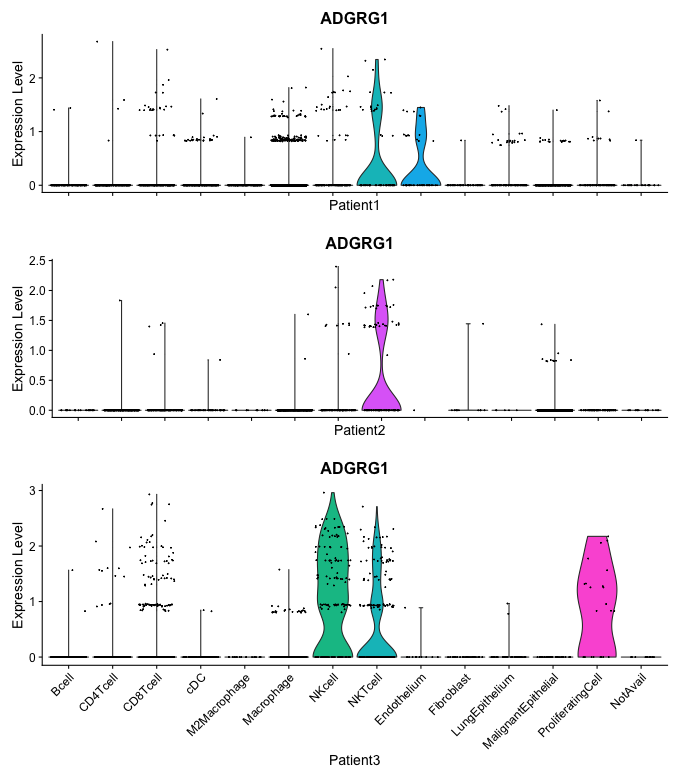 ADGRG1
Expression Level
2
1
0
Patient1
ADGRG1
Expression Level
2.5
2.0
1.5
1.0
0.5
0.0
Patient2
ADGRG1
Expression Level
3
2
1
0
Bcell
CD4Tcell
CD8Tcell
cDC
M2Macrophage
Macrophage
NKcell
NKTcell
Endothelium
Fibroblast
LungEpithelium
MalignantEpithelial
ProliferatingCell
NotAvail
Patient3